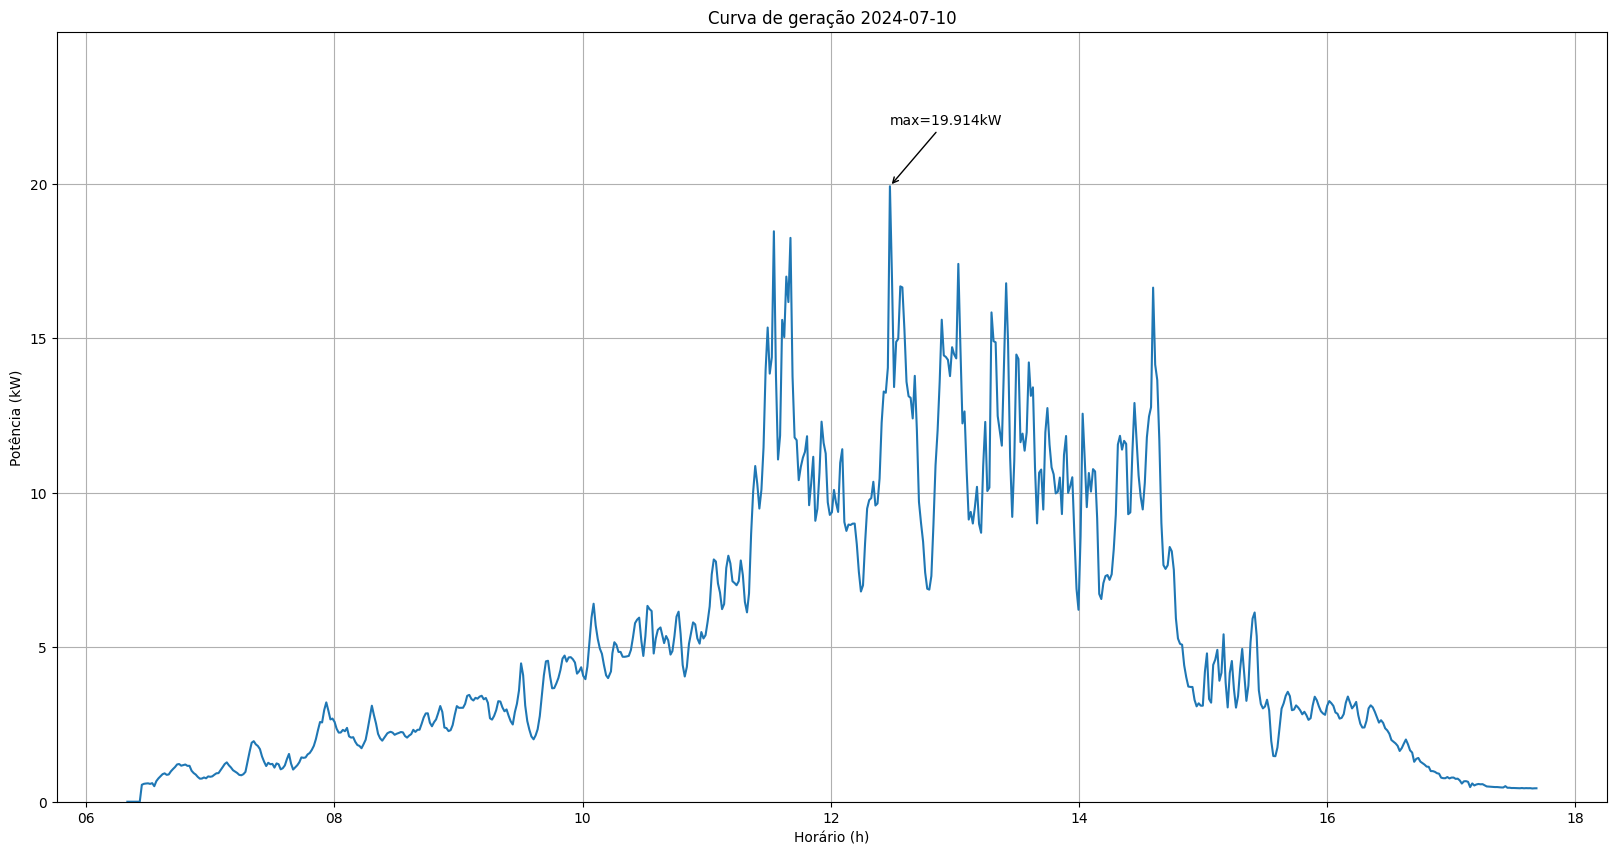 Curva de geração 2024-07-10
max=19.914kW
Potência (kW)
20
15
10
5
0
06 08 10 12 14 16 18
Horário (h)